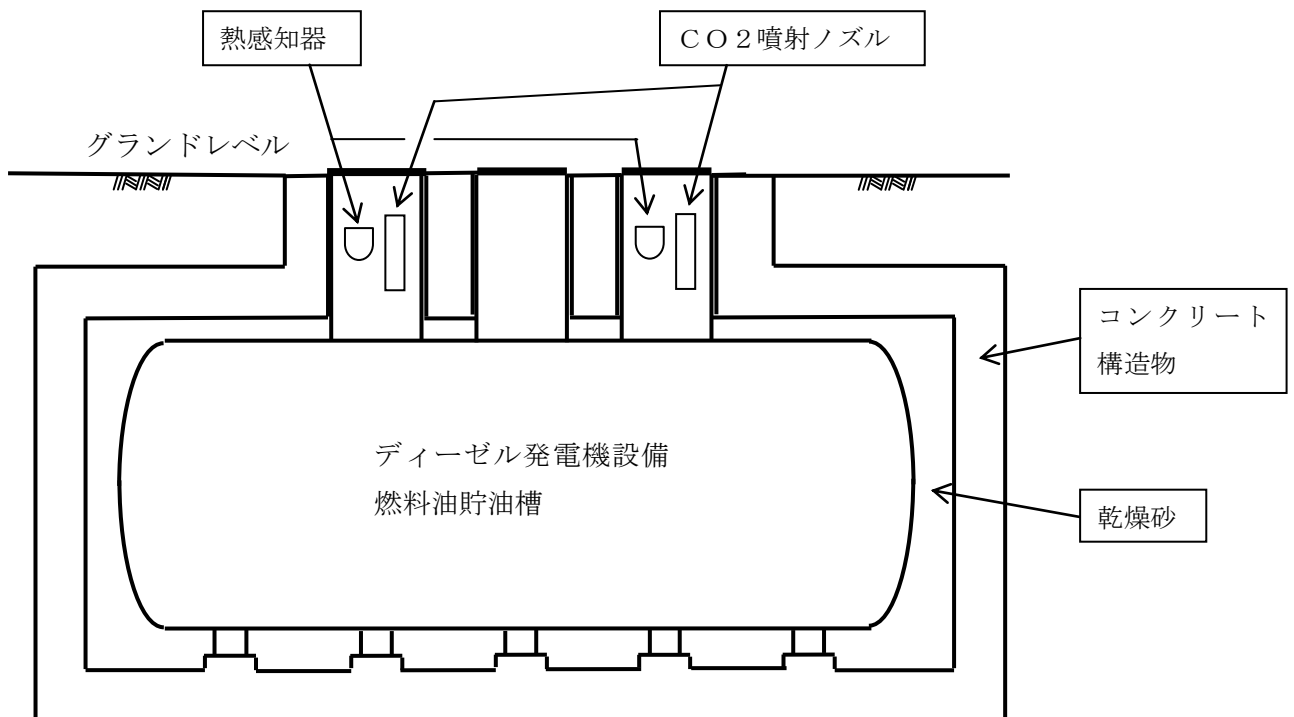 熱感知器
CO2噴射ノズル
グランドレベル
コンクリート
構造物
ディーゼル発電機設備
燃料油貯油槽
乾燥砂